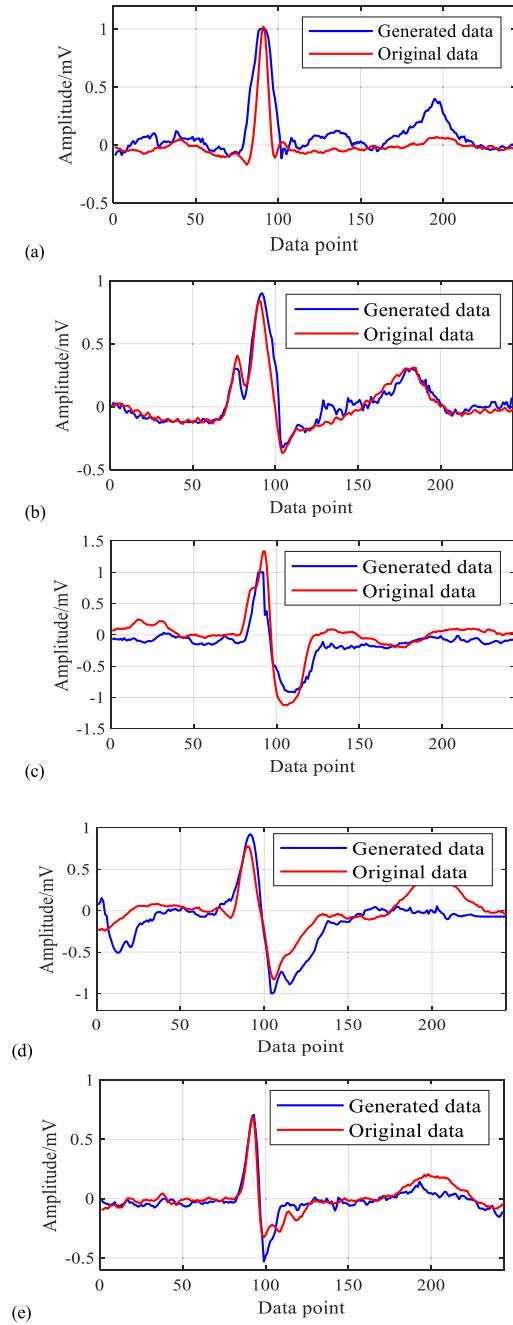 1
Generated data
Original data
0.5
0
-0.5
0
50
100
150
200
Amplitude/mV
Data point
(a)
1
Generated data
Original data
0.5
0
-0.5
0
50
100
150
200
Amplitude/mV
Data point
(b)
1.5
Generated data
Original data
1
0.5
0
-0.5
-1
-1.5
0
50
100
150
200
Amplitude/mV
Data point
(c)
1
Generated data
Original data
0.5
0
-0.5
-1
0
50
100
150
200
Amplitude/mV
Data point
(d)
1
Generated data
Original data
0.5
0
-0.5
0
50
100
150
200
Amplitude/mV
Data point
(e)